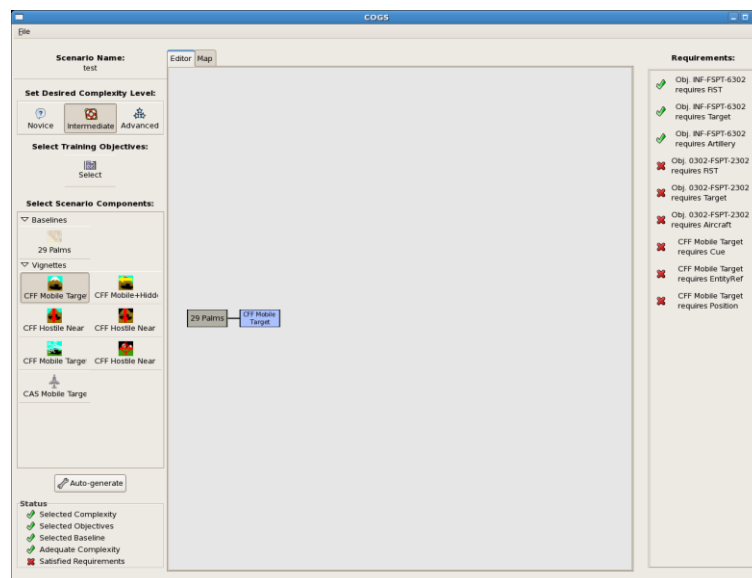 COGS
File
Scenario Name:
test
Set Desired Complexity Level:
Novice Intermediate Advanced
Select Training Objectives:
Select
Select Scenario Components:
Baselines
29 Palms
Vignettes
CFF Mobile Targe CFF Mobile+Hidd
CFF Hostile Near CFF Hostile Near
CFF Mobile Targe CFF Hostile Near
CAS Mobile Targe
Auto-generate
Status
Selected Complexity
Selected Objectives
Selected Baseline
Adequate Complexity
Satisfied Requirements
Editor Map
29 Palms
CFF Mobile
Target
Requirements:
Obj. INF-FSPT-6302
requires FiST
Obj. INF-FSPT-6302
requires Target
Obj. INF-FSPT-6302
requires Artillery
Obj. 0302-FSPT-2302
requires FiST
Obj. 0302-FSPT-2302
requires Target
Obj. 0302-FSPT-2302
requires Aircraft
CFF Mobile Target
requires Cue
CFF Mobile Target
requires EntityRef
CFF Mobile Target
requires Position